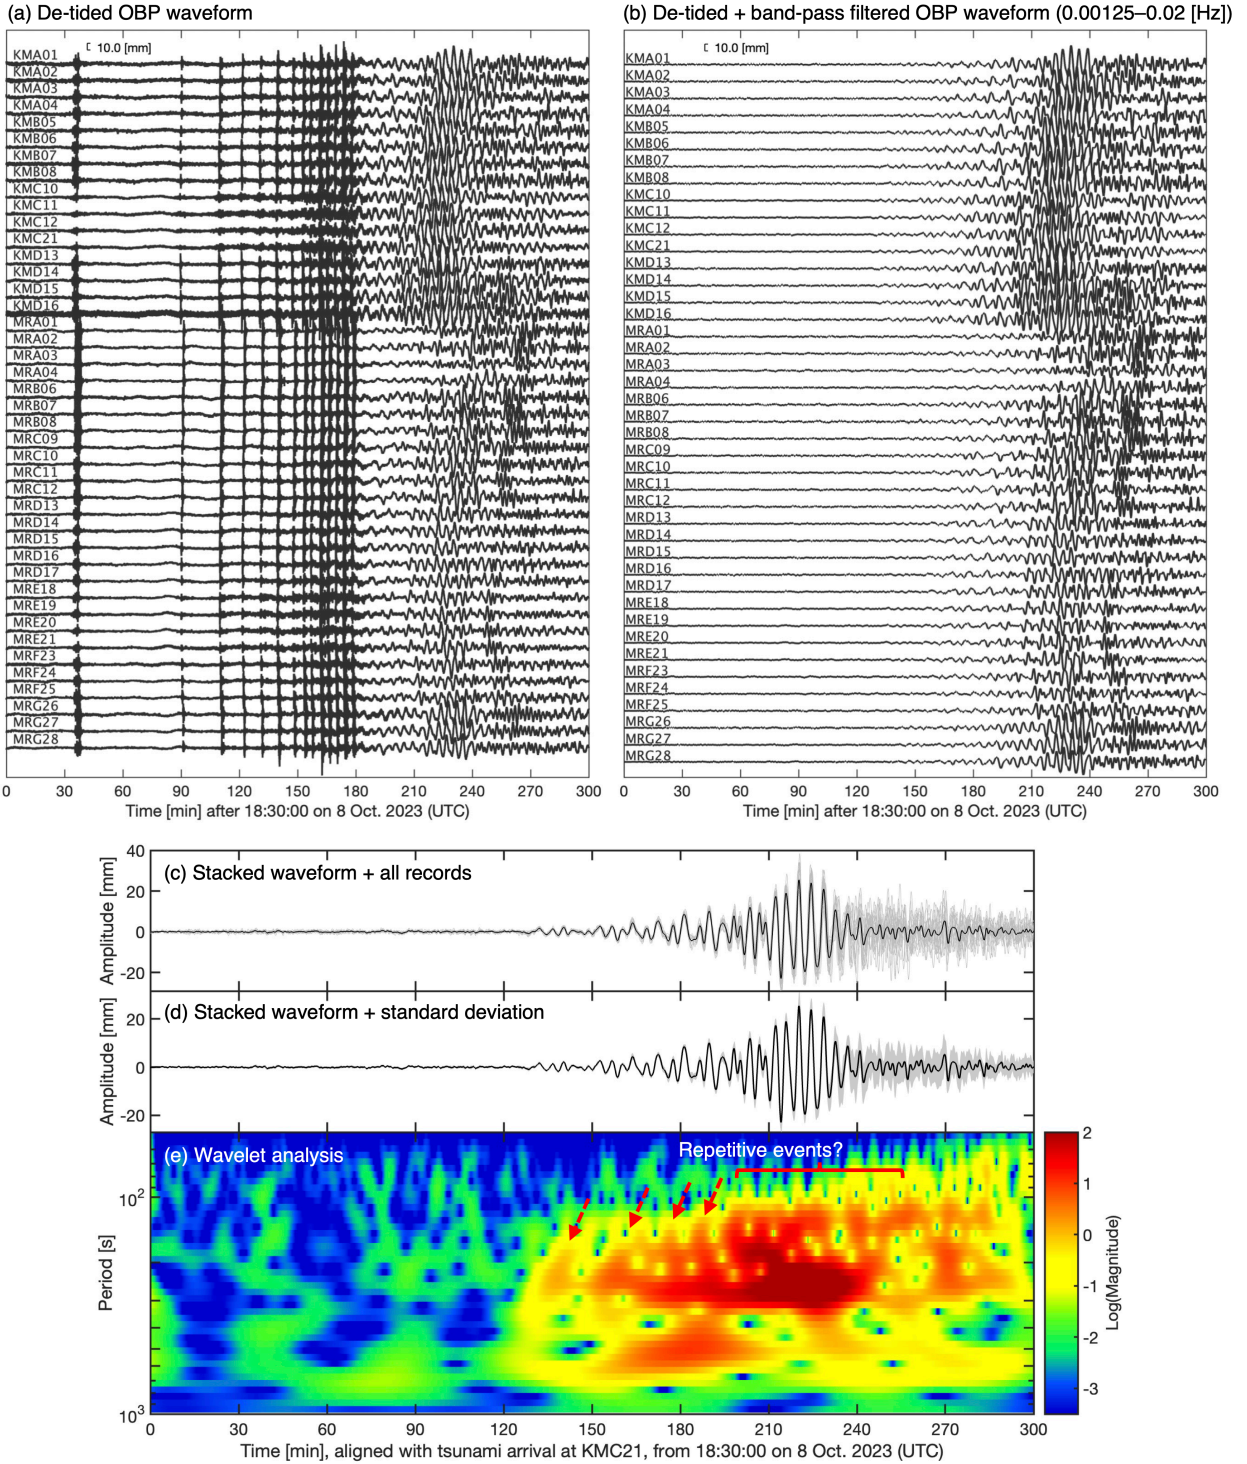 (a) De-tided OBP waveform
10.0 [mm]
KMA01
KMA02
KMA03
KMA04
KMB05
KMB06
KMB07
KMB08
KMC10
KMC11
KMC12
KMC21
KMD13
KMD14
KMD15
KMD16
MRA01
MRA02
MRA03
MRA04
MRB06
MRB07
MRB08
MRC09
MRC10
MRC11
MRC12
MRD13
MRD14
MRD15
MRD16
MRD17
MRE18
MRE19
MRE20
MRE21
MRF23
MRF24
MRF25
MRG26
MRG27
MRG28
0 30 60 90 120 150 180 210 240 270 300
Time [min] after 18:30:00 on 8 Oct. 2023 (UTC)
(b) De-tided + band-pass filtered OBP waveform (0.00125–0.02 [Hz])
10.0 [mm]
KMA01
KMA02
KMA03
KMA04
KMB05
KMB06
KMB07
KMB08
KMC10
KMC11
KMC12
KMC21
KMD13
KMD14
KMD15
KMD16
MRA01
MRA02
MRA03
MRA04
MRB06
MRB07
MRB08
MRC09
MRC10
MRC11
MRC12
MRD13
MRD14
MRD15
MRD16
MRD17
MRE18
MRE19
MRE20
MRE21
MRF23
MRF24
MRF25
MRG26
MRG27
MRG28
0 30 60 90 120 150 180 210 240 270 300
Time [min] after 18:30:00 on 8 Oct. 2023 (UTC)
(c) Stacked waveform + all records
Amplitude [mm]
40
20
0
-20
(d) Stacked waveform + standard deviation
Amplitude [mm]
20
0
-20
(e) Wavelet analysis
Repetitive events?
Period [s]
10²
10³
0 30 60 90 120 150 180 210 240 270 300
Time [min], aligned with tsunami arrival at KMC21, from 18:30:00 on 8 Oct. 2023 (UTC)
2
1
0
-1
-2
-3
Log(Magnitude)